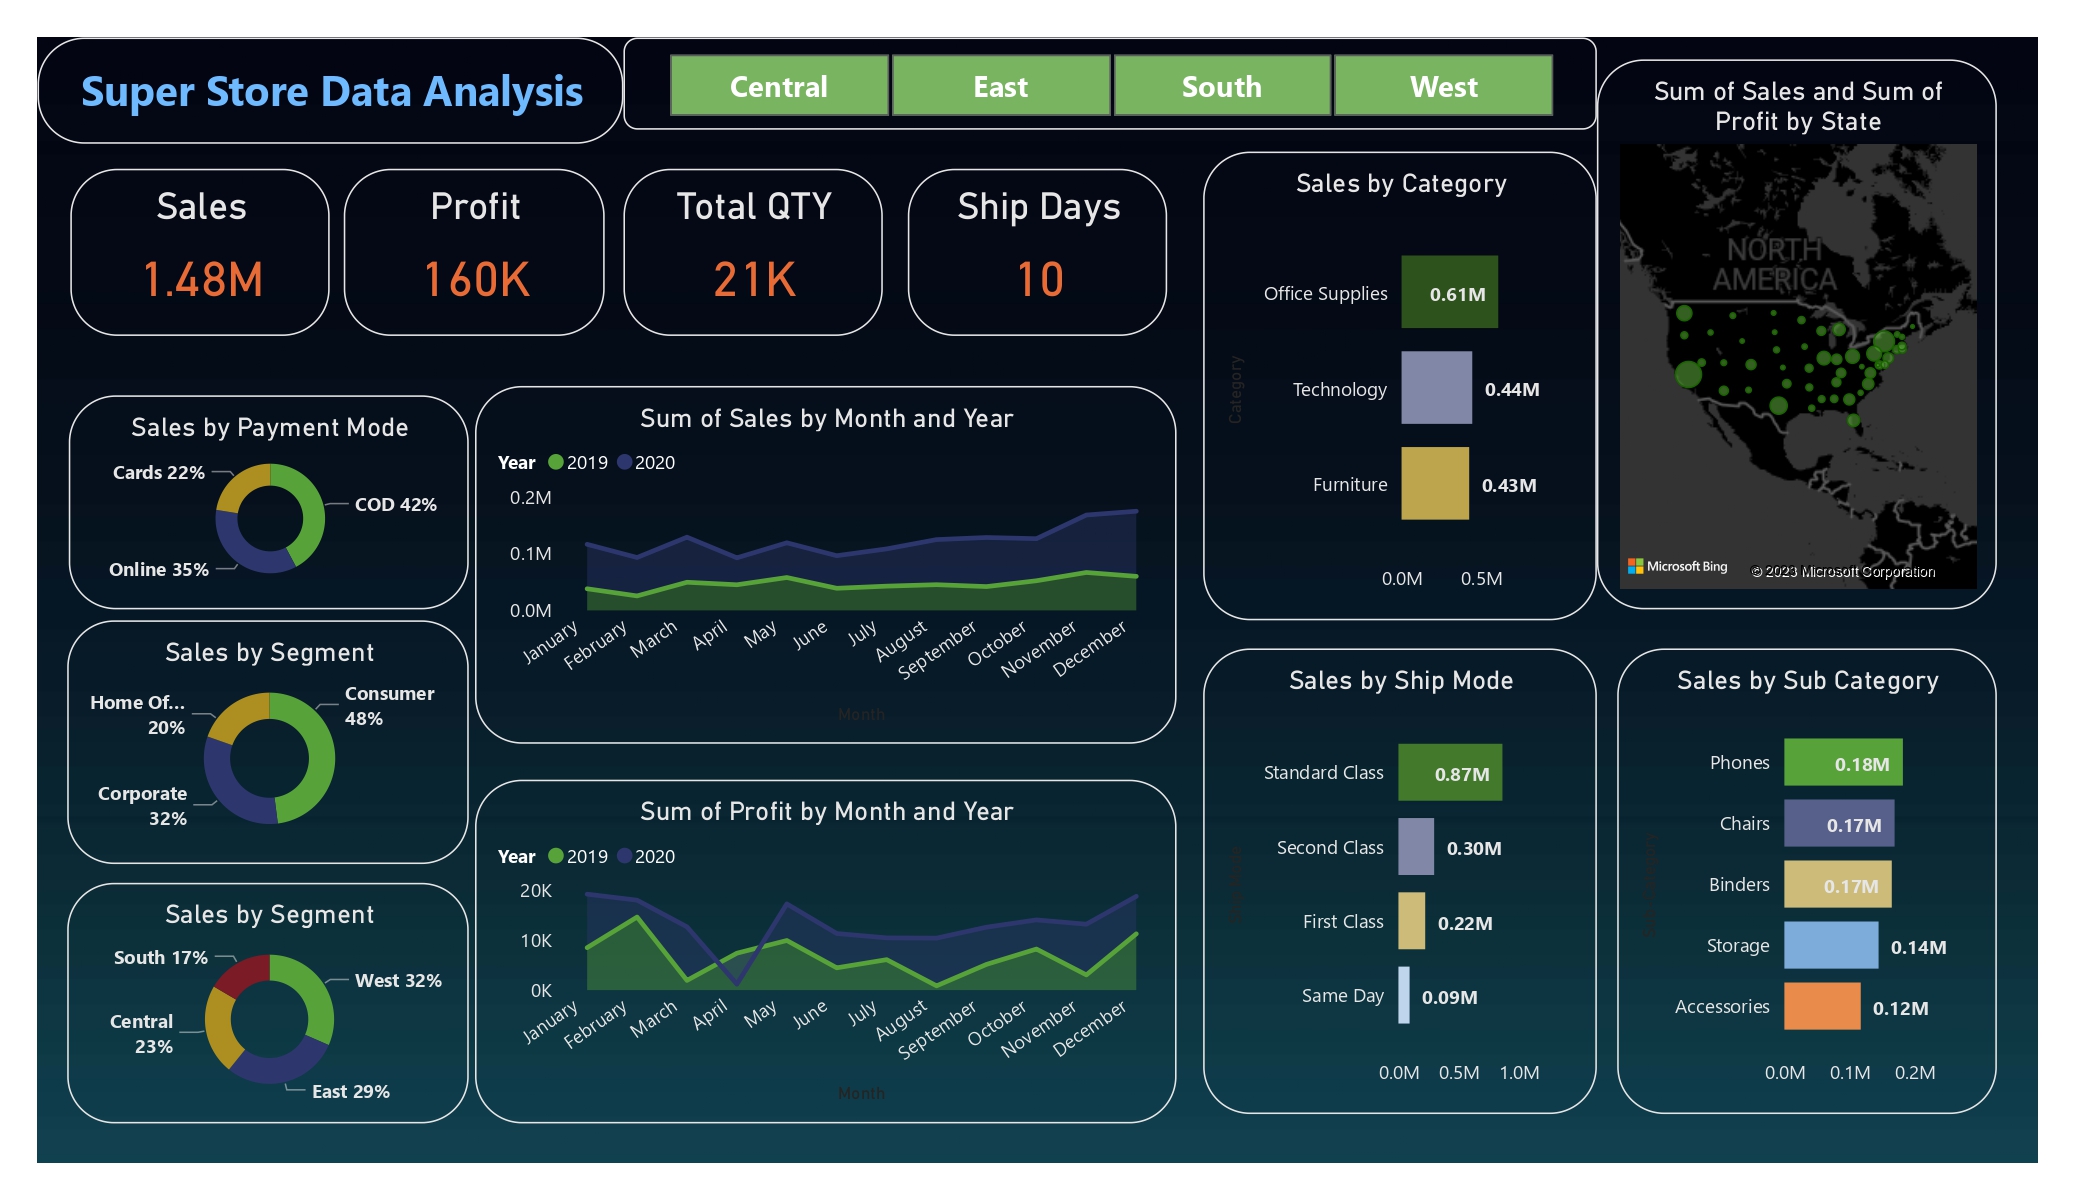 Super Store Data Analysis
Central
East
South
West
Sum of Sales and Sum of
Profit by State
NORTH
AMERICA
Microsoft Bing
© 2023 Microsoft Corporation
Sales
1.48M
Profit
160K
Total QTY
21K
Ship Days
10
Sales by Category
Category
Office Supplies
0.61M
Technology
0.44M
Furniture
0.43M
0.0M 0.5M
Sales by Payment Mode
Cards 22%
COD 42%
Online 35%
Sum of Sales by Month and Year
Year 2019 2020
0.2M
0.1M
0.0M
January February March April May June July August September October November December
Month
Sales by Segment
Home Of...
20%
Consumer
48%
Corporate
32%
Sum of Profit by Month and Year
Year 2019 2020
20K
10K
0K
January February March April May June July August September October November December
Month
Sales by Segment
South 17%
West 32%
Central
23%
East 29%
Sales by Ship Mode
Standard Class
0.87M
Second Class
0.30M
First Class
0.22M
Same Day
0.09M
0.0M 0.5M 1.0M
Sales by Sub Category
Phones
0.18M
Chairs
0.17M
Binders
0.17M
Storage
0.14M
Accessories
0.12M
0.0M 0.1M 0.2M